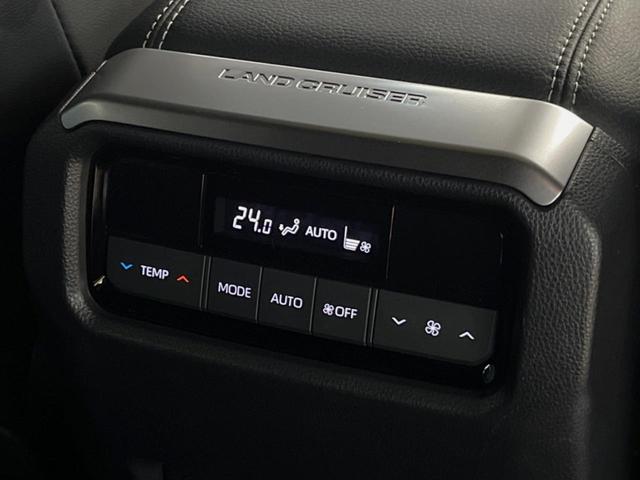 LAND CRUISER
24.0 AUTO
TEMP MODE AUTO OFF